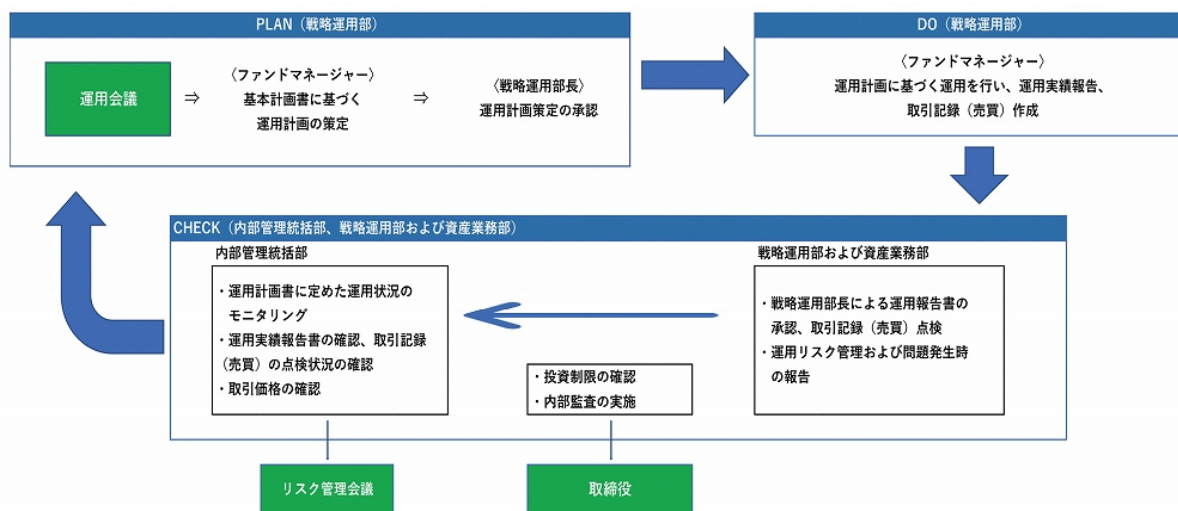 PLAN（戦略運用部）
運用会議
⇒
〈ファンドマネージャー〉
基本計画書に基づく
運用計画の策定
⇒
〈戦略運用部長〉
運用計画策定の承認
DO（戦略運用部）
〈ファンドマネージャー〉
運用計画に基づく運用を行い、運用実績報告、
取引記録（売買）作成
CHECK（内部管理統括部、戦略運用部および資産業務部）
内部管理統括部
・運用計画書に定めた運用状況の
モニタリング
・運用実績報告書の確認、取引記録
（売買）の点検状況の確認
・取引価格の確認
・投資制限の確認
・内部監査の実施
戦略運用部および資産業務部
・戦略運用部長による運用報告書の
承認、取引記録（売買）点検
・運用リスク管理および問題発生時
の報告
リスク管理会議
取締役